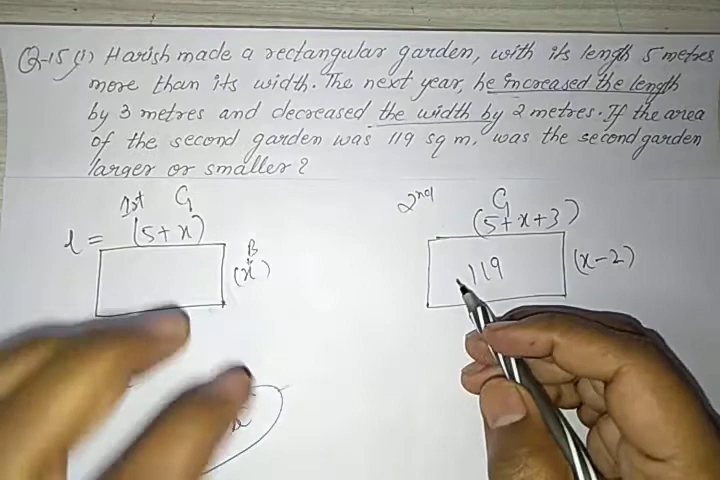 Q-15 (i) Harish made a rectangular garden, with its length 5 metres
more than its width. The next year, he increased the length
by 3 metres and decreased the width by 2 metres. If the area
of the second garden was 119 sq m, was the second garden
larger or smaller?
1st G
2nd G
l = (5+x)
(5+x+3)
B
(x)
119
(x-2)